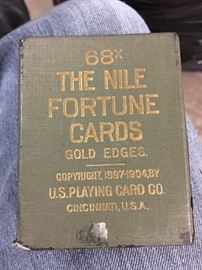 68X
THE NILE
FORTUNE
CARDS
GOLD EDGES.
COPYRIGHT, 1897-1904, BY
U.S. PLAYING CARD CO.
CINCINNATI, U.S.A.